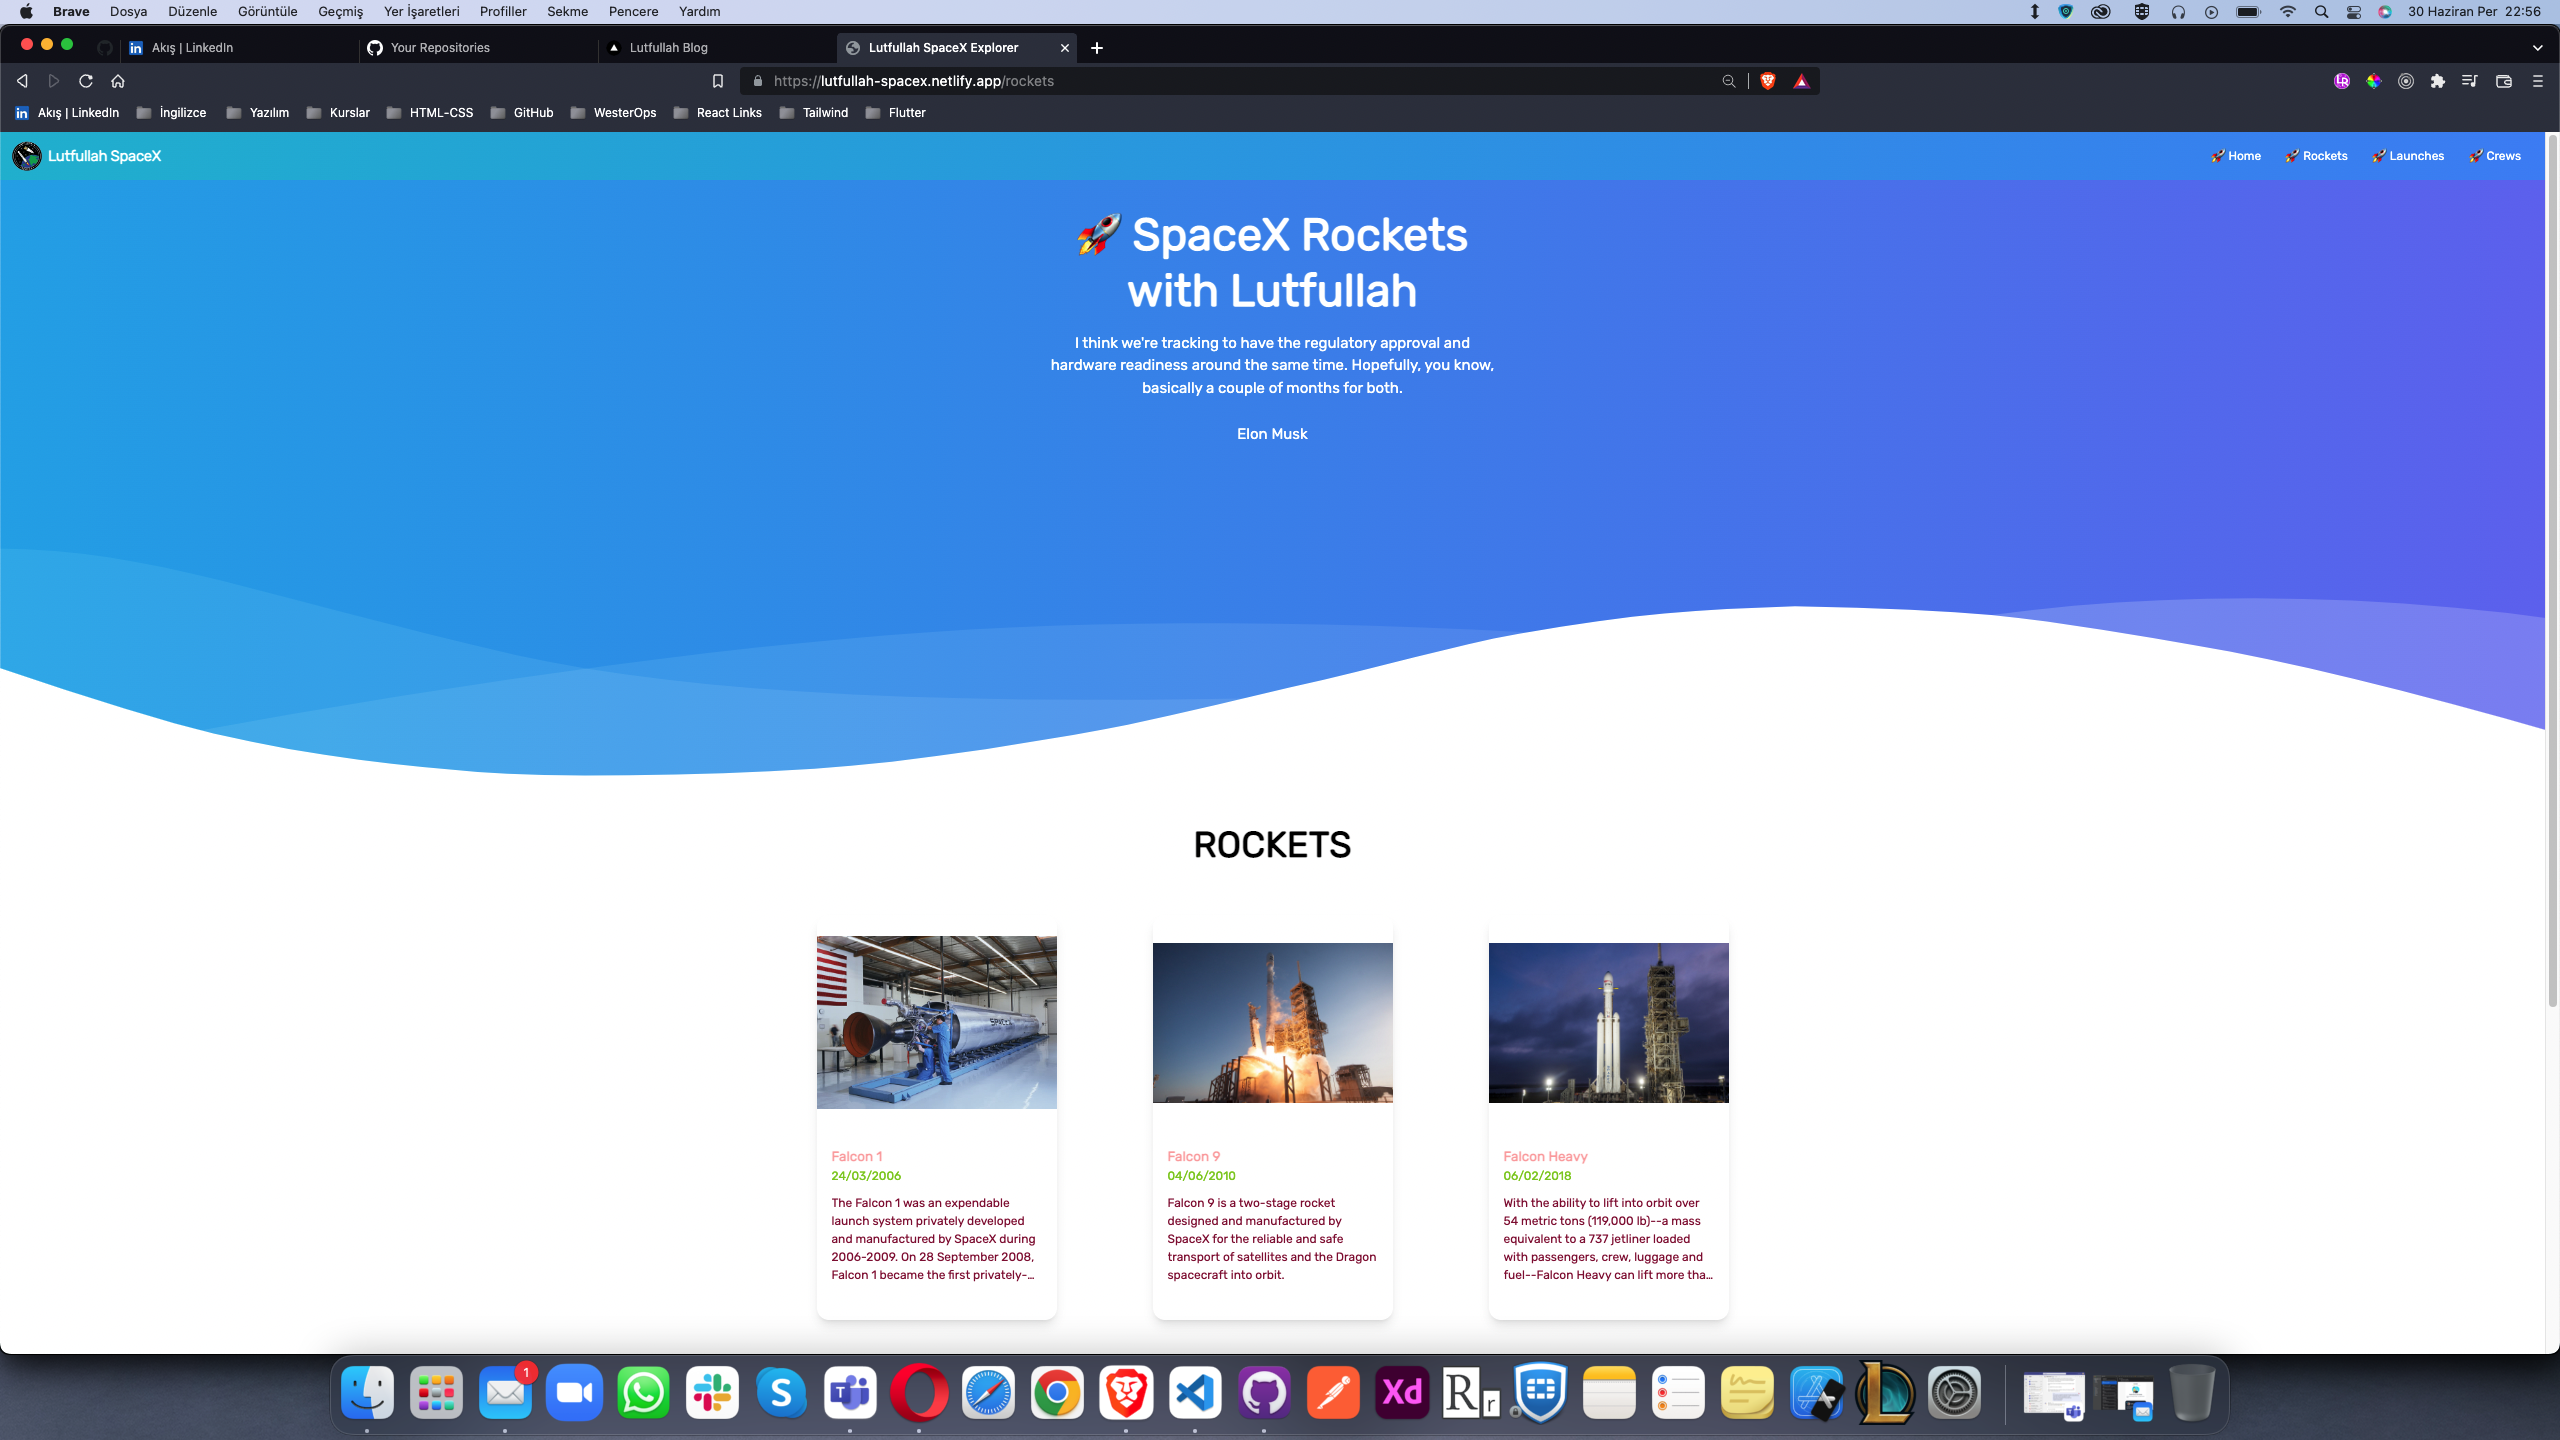 Brave Dosya Düzenle Görüntüle Geçmiş Yer İşaretleri Profiller Sekme Pencere Yardım 30 Haziran Per 22:56
Akış | LinkedIn Your Repositories Lutfullah Blog Lutfullah SpaceX Explorer
https://lutfullah-spacex.netlify.app/rockets
Akış | LinkedIn İngilizce Yazılım Kurslar HTML-CSS GitHub WesterOps React Links Tailwind Flutter
Lutfullah SpaceX Home Rockets Launches Crews
SpaceX Rockets
with Lutfullah
I think we're tracking to have the regulatory approval and
hardware readiness around the same time. Hopefully, you know,
basically a couple of months for both.
Elon Musk
ROCKETS
SPACEX
Falcon 1
24/03/2006
The Falcon 1 was an expendable
launch system privately developed
and manufactured by SpaceX during
2006-2009. On 28 September 2008,
Falcon 1 became the first privately-...
Falcon 9
04/06/2010
Falcon 9 is a two-stage rocket
designed and manufactured by
SpaceX for the reliable and safe
transport of satellites and the Dragon
spacecraft into orbit.
Falcon Heavy
06/02/2018
With the ability to lift into orbit over
54 metric tons (119,000 lb)--a mass
equivalent to a 737 jetliner loaded
with passengers, crew, luggage and
fuel--Falcon Heavy can lift more tha...
1
Xd
Rr